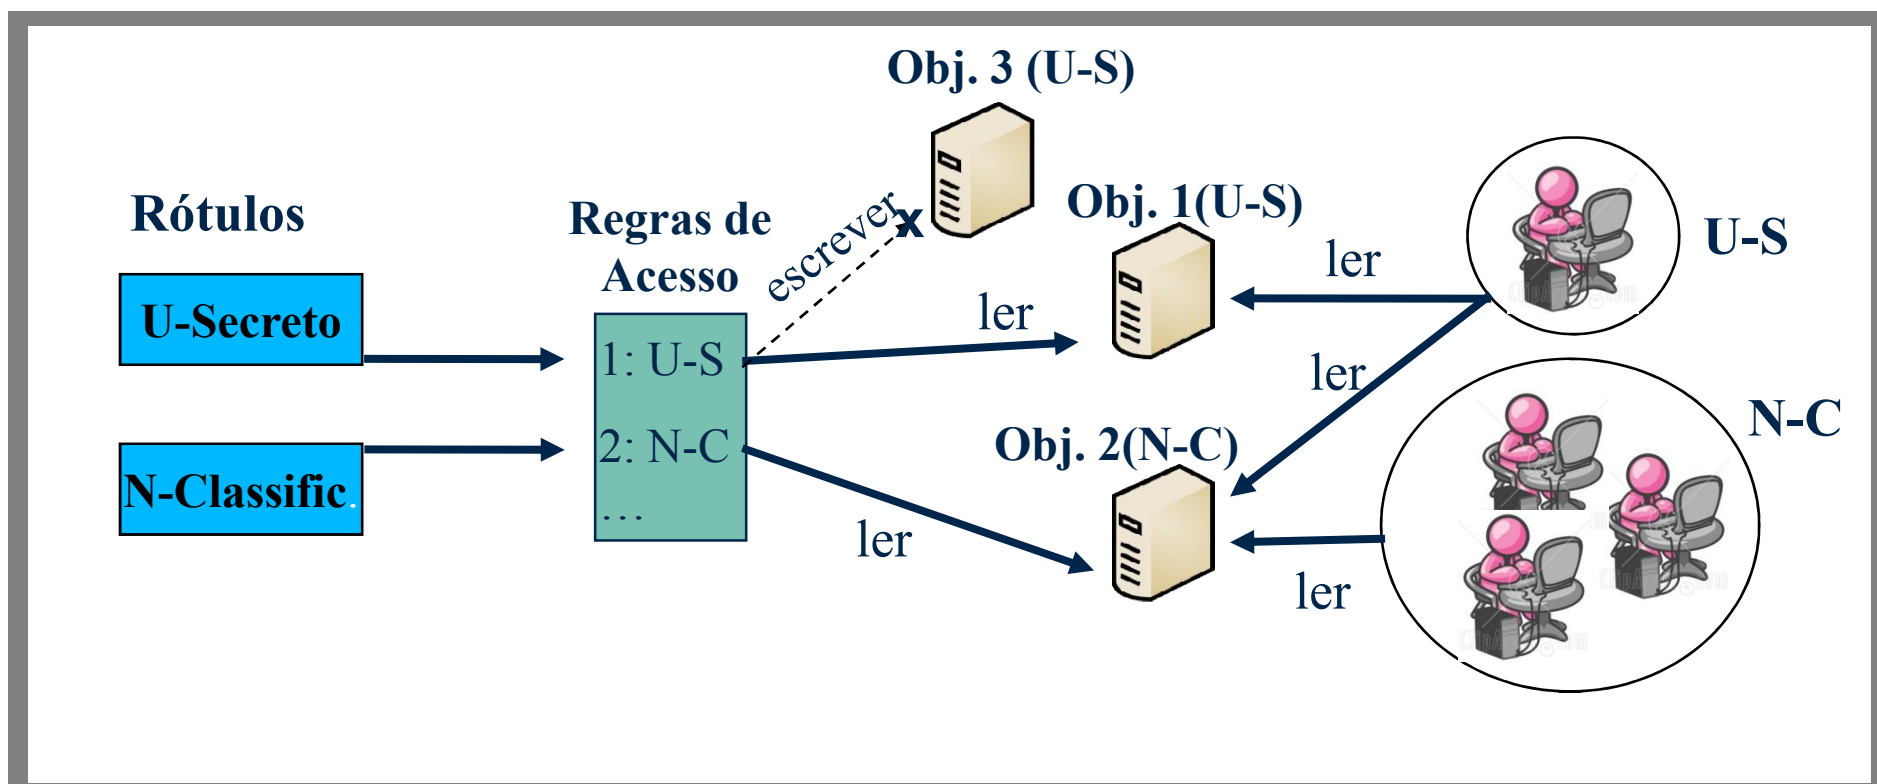 Obj. 3 (U-S)
Rótulos
Regras de
Acesso
escrever
x
Obj. 1(U-S)
U-S
U-Secreto
ler
ler
1: U-S
ler
N-C
2: N-C
Obj. 2(N-C)
N-Classific.
...
ler
ler